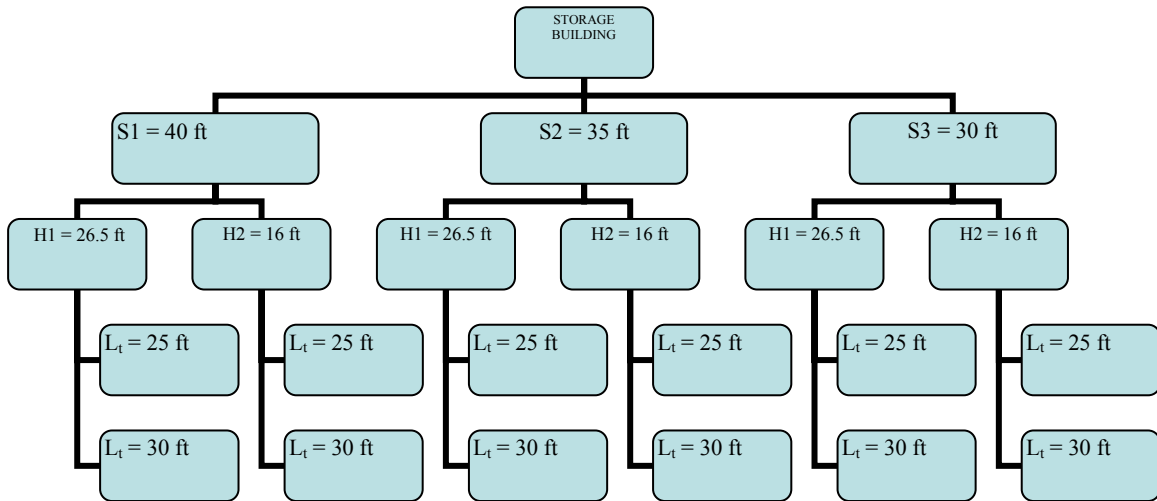 STORAGE
BUILDING
S1 = 40 ft
S2 = 35 ft
S3 = 30 ft
H1 = 26.5 ft
H2 = 16 ft
H1 = 26.5 ft
H2 = 16 ft
H1 = 26.5 ft
H2 = 16 ft
Lt = 25 ft
Lt = 25 ft
Lt = 25 ft
Lt = 25 ft
Lt = 25 ft
Lt = 25 ft
Lt = 30 ft
Lt = 30 ft
Lt = 30 ft
Lt = 30 ft
Lt = 30 ft
Lt = 30 ft